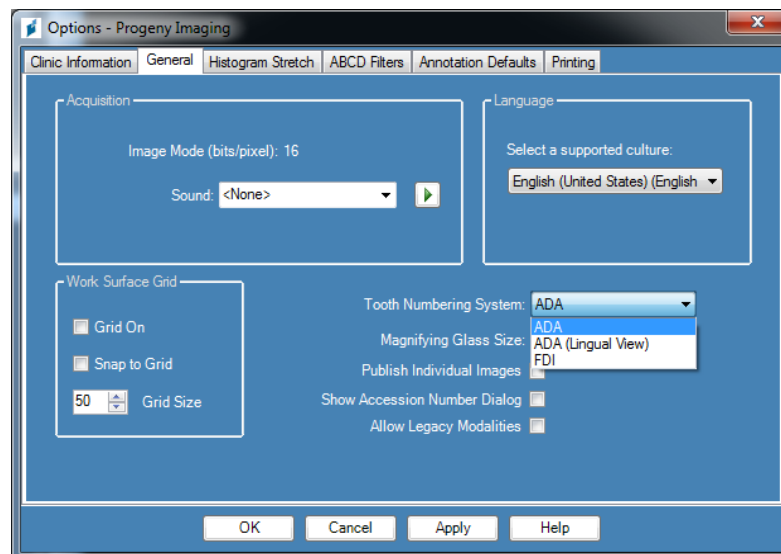 Options - Progeny Imaging
Clinic Information General Histogram Stretch ABCD Filters Annotation Defaults Printing
Acquisition
Image Mode (bits/pixel): 16
Sound: <None>
Language
Select a supported culture:
English (United States) (English
Work Surface Grid
Grid On
Snap to Grid
50 Grid Size
Tooth Numbering System: ADA
ADA
ADA (Lingual View)
FDI
Magnifying Glass Size:
Publish Individual Images
Show Accession Number Dialog
Allow Legacy Modalities
OK Cancel Apply Help